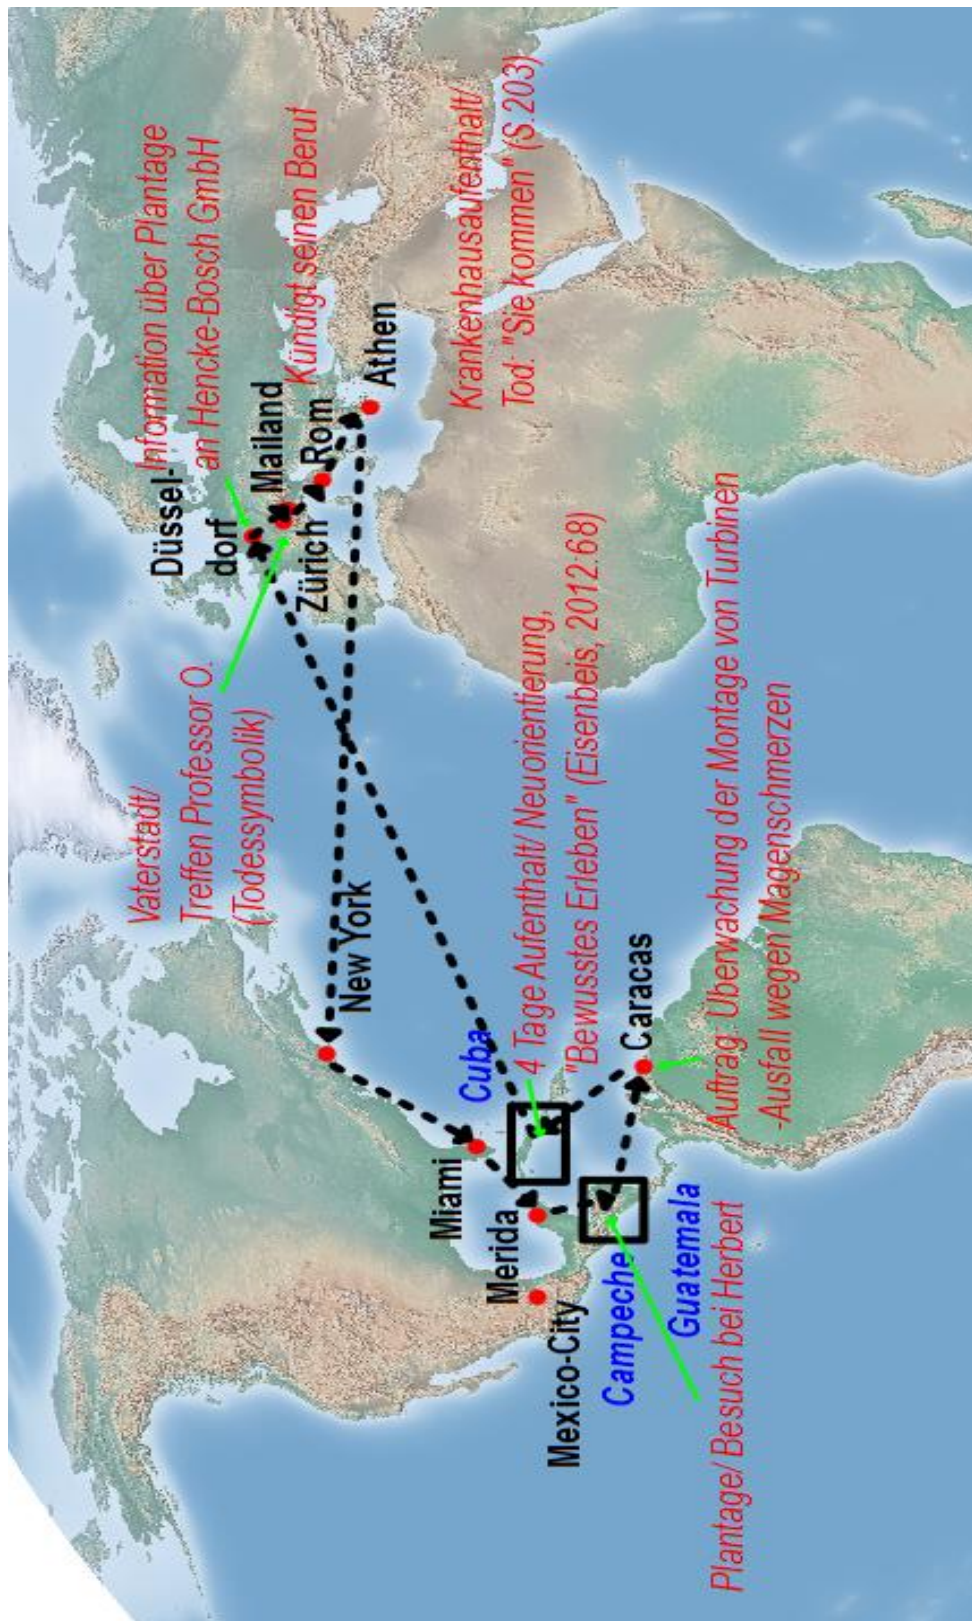 Vaterstadt/
Treffen Professor O.
(Todessymbolik)
Information über Plantage
an Hencke-Bosch GmbH
Düssel-
dorf
Mailand
Kündigt seinen Beruf
Zürich
Rom
Athen
New York
Krankenhausaufenthalt/
Tod: "Sie kommen" (S.203)
Miami
Cuba
4 Tage Aufenthalt/ Neuorientierung,
"Bewusstes Erleben" (Eisenbeis, 2012:68)
Merida
Mexico-City
Campeche
Guatemala
Caracas
Plantage/ Besuch bei Herbert
Auftrag: Überwachung der Montage von Turbinen
-Ausfall wegen Magenschmerzen